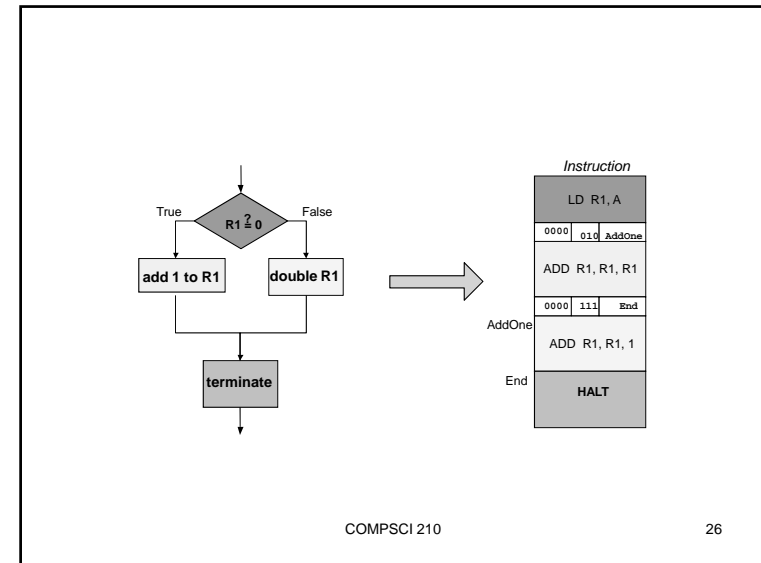 True
R1 ≟ 0
False
add 1 to R1
double R1
terminate
Instruction
LD R1, A
0000 010 AddOne
ADD R1, R1, R1
0000 111 End
AddOne
ADD R1, R1, 1
End
HALT
COMPSCI 210
26